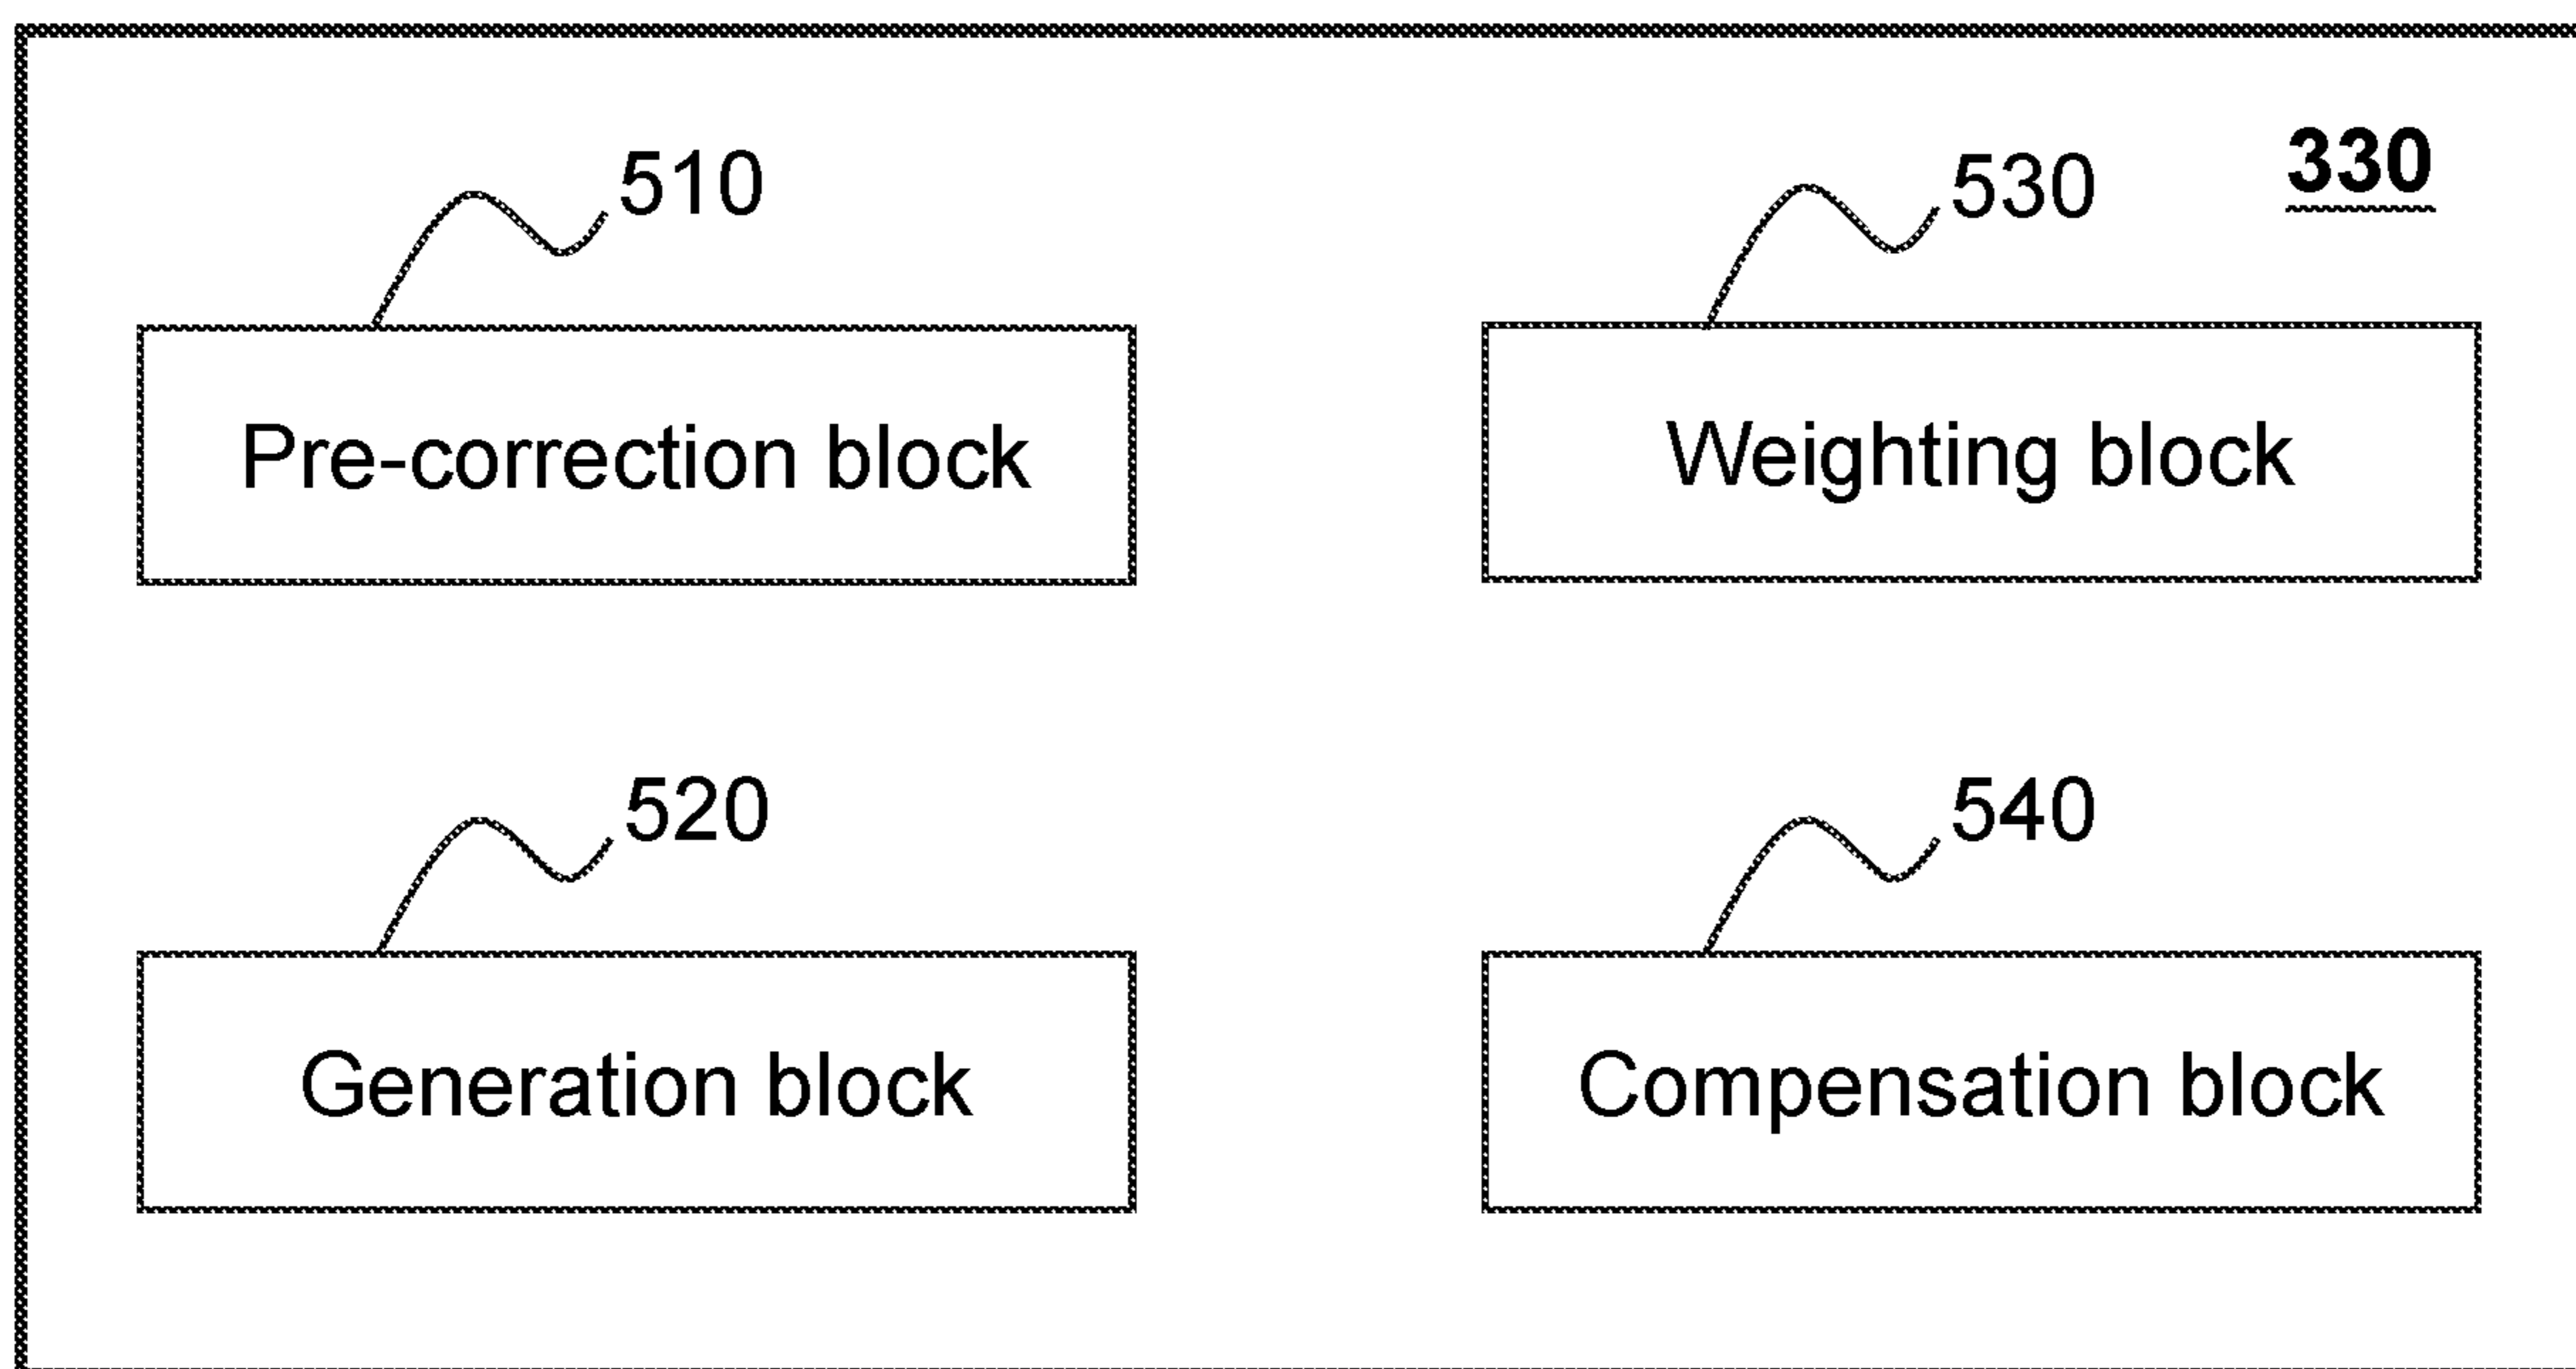 330
510
530
Pre-correction block
Weighting block
520
540
Generation block
Compensation block